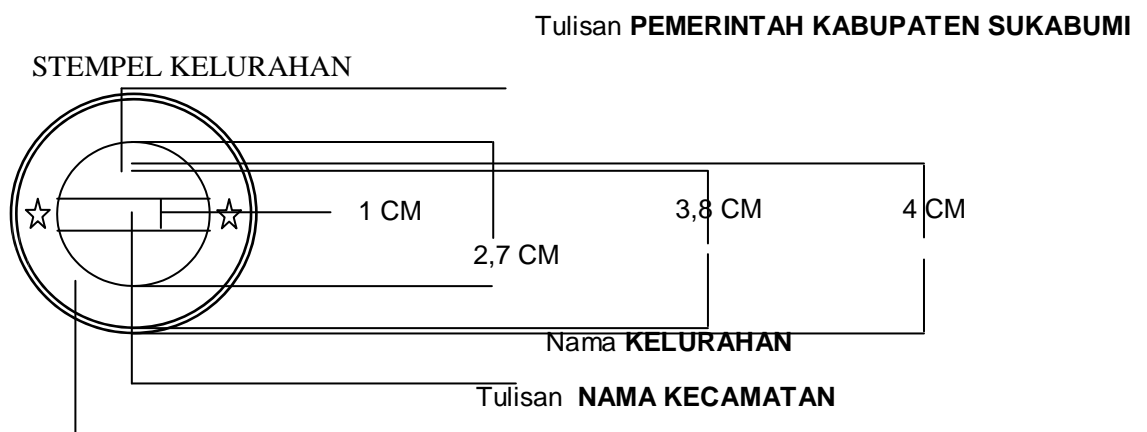 Tulisan PEMERINTAH KABUPATEN SUKABUMI
STEMPEL KELURAHAN
1 CM
3,8 CM
4 CM
2,7 CM
Nama KELURAHAN
Tulisan NAMA KECAMATAN